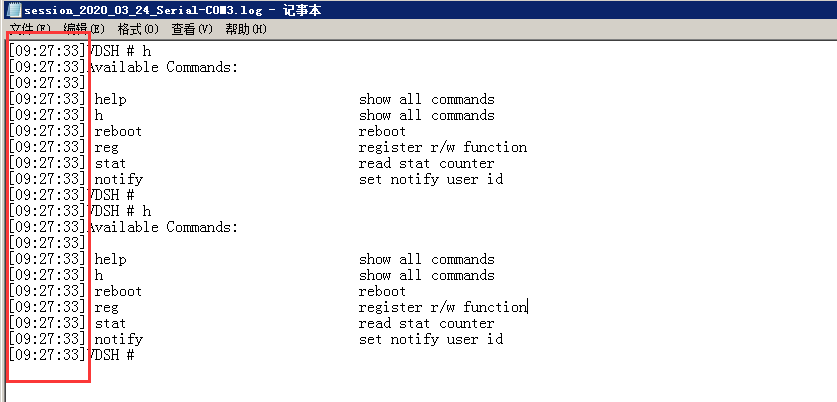 session_2020_03_24_Serial-COM3.log - 记事本
文件(F) 编辑(E) 格式(O) 查看(V) 帮助(H)
[09:27:33]VDSH # h
[09:27:33]Available Commands:
[09:27:33]
[09:27:33] help show all commands
[09:27:33] h show all commands
[09:27:33] reboot reboot
[09:27:33] reg register r/w function
[09:27:33] stat read stat counter
[09:27:33] notify set notify user id
[09:27:33]VDSH #
[09:27:33]VDSH # h
[09:27:33]Available Commands:
[09:27:33]
[09:27:33] help show all commands
[09:27:33] h show all commands
[09:27:33] reboot reboot
[09:27:33] reg register r/w function
[09:27:33] stat read stat counter
[09:27:33] notify set notify user id
[09:27:33]VDSH #